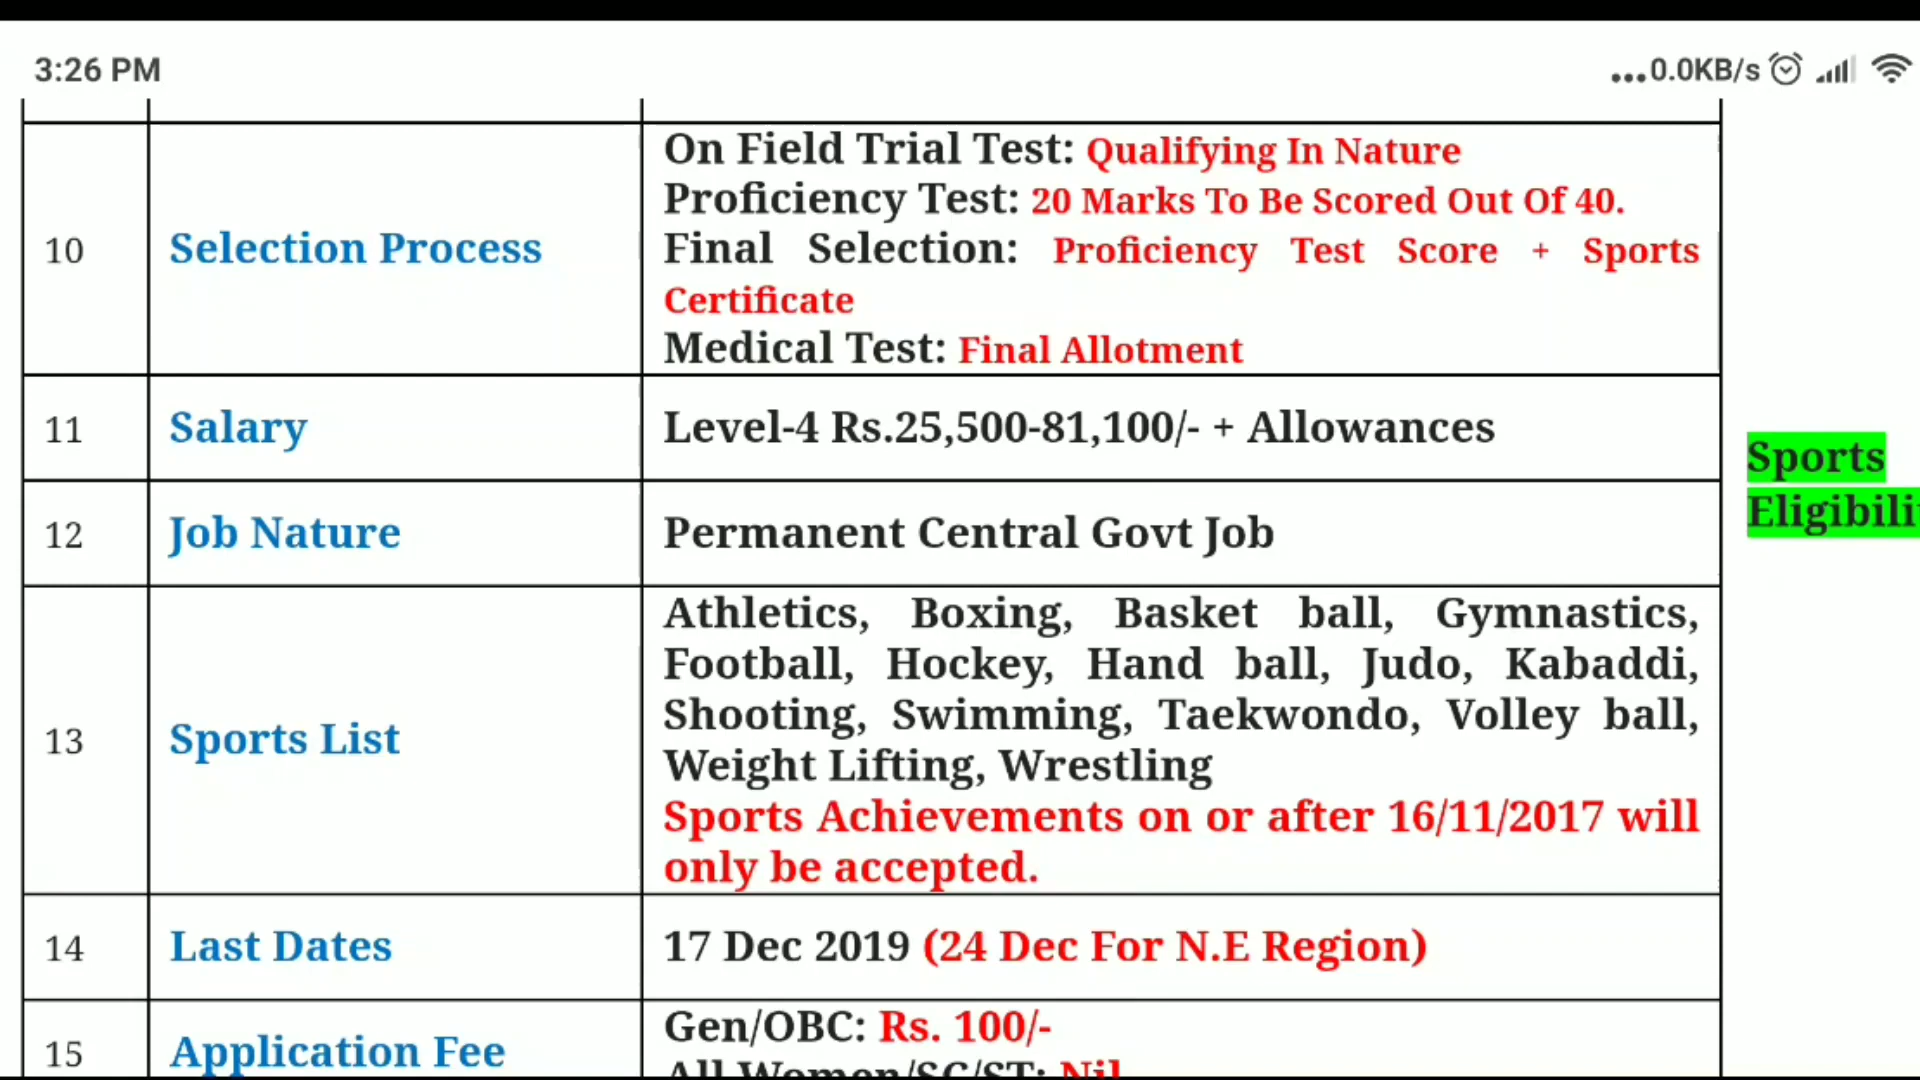 3:26 PM
...0.0KB/s
10
Selection Process
On Field Trial Test: Qualifying In Nature
Proficiency Test: 20 Marks To Be Scored Out Of 40.
Final Selection: Proficiency Test Score + Sports
Certificate
Medical Test: Final Allotment
11
Salary
Level-4 Rs.25,500-81,100/- + Allowances
12
Job Nature
Permanent Central Govt Job
13
Sports List
Athletics, Boxing, Basket ball, Gymnastics,
Football, Hockey, Hand ball, Judo, Kabaddi,
Shooting, Swimming, Taekwondo, Volley ball,
Weight Lifting, Wrestling
Sports Achievements on or after 16/11/2017 will
only be accepted.
14
Last Dates
17 Dec 2019 (24 Dec For N.E Region)
15
Application Fee
Gen/OBC: Rs. 100/-
All Women/SC/ST: Nil
Sports
Eligibili